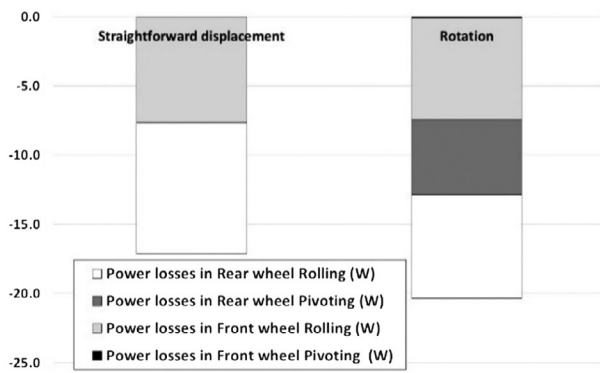 0.0
Straightforward displacement
Rotation
-5.0
-10.0
-15.0
-20.0
-25.0
Power losses in Rear wheel Rolling (W)
Power losses in Rear wheel Pivoting (W)
Power losses in Front wheel Rolling (W)
Power losses in Front wheel Pivoting (W)